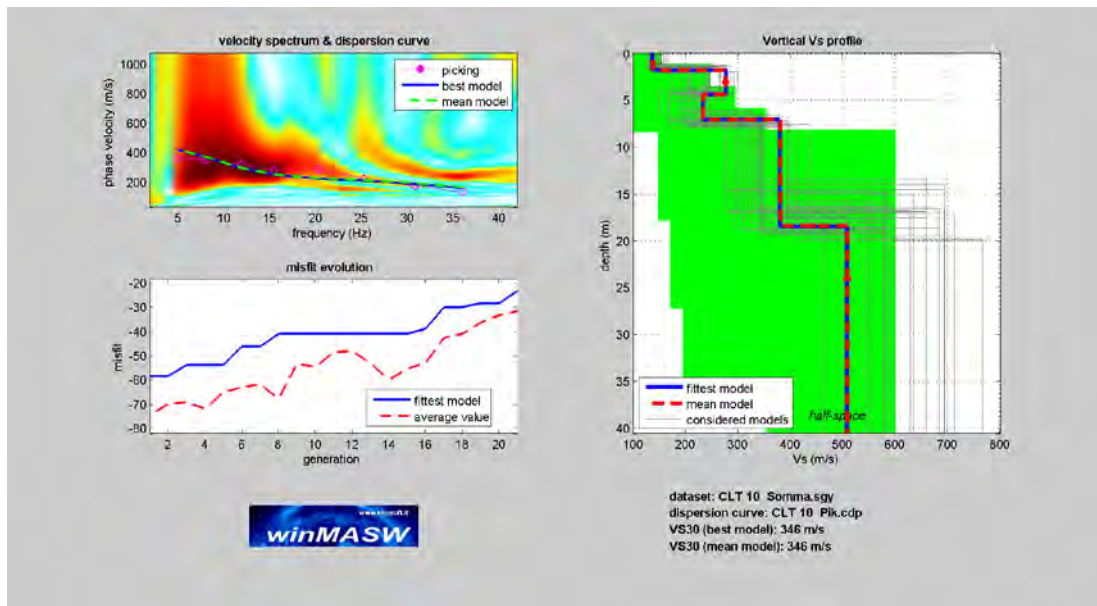 velocity spectrum & dispersion curve
1000
800
600
400
200
phase velocity (m/s)
picking
best model
mean model
5 10 15 20 25 30 35 40
frequency (Hz)
misfit evolution
-20
-30
-40
-50
-60
-70
-80
misfit
fittest model
average value
2 4 6 8 10 12 14 16 18 20
generation
Vertical Vs profile
0
5
10
15
20
25
30
35
40
depth (m)
fittest model
mean model
considered models
half-space
100 200 300 400 500 600 700 800
Vs (m/s)
winMASW
dataset: CLT 10 Somma.sgy
dispersion curve: CLT 10 Pik.cdp
VS30 (best model): 346 m/s
VS30 (mean model): 346 m/s